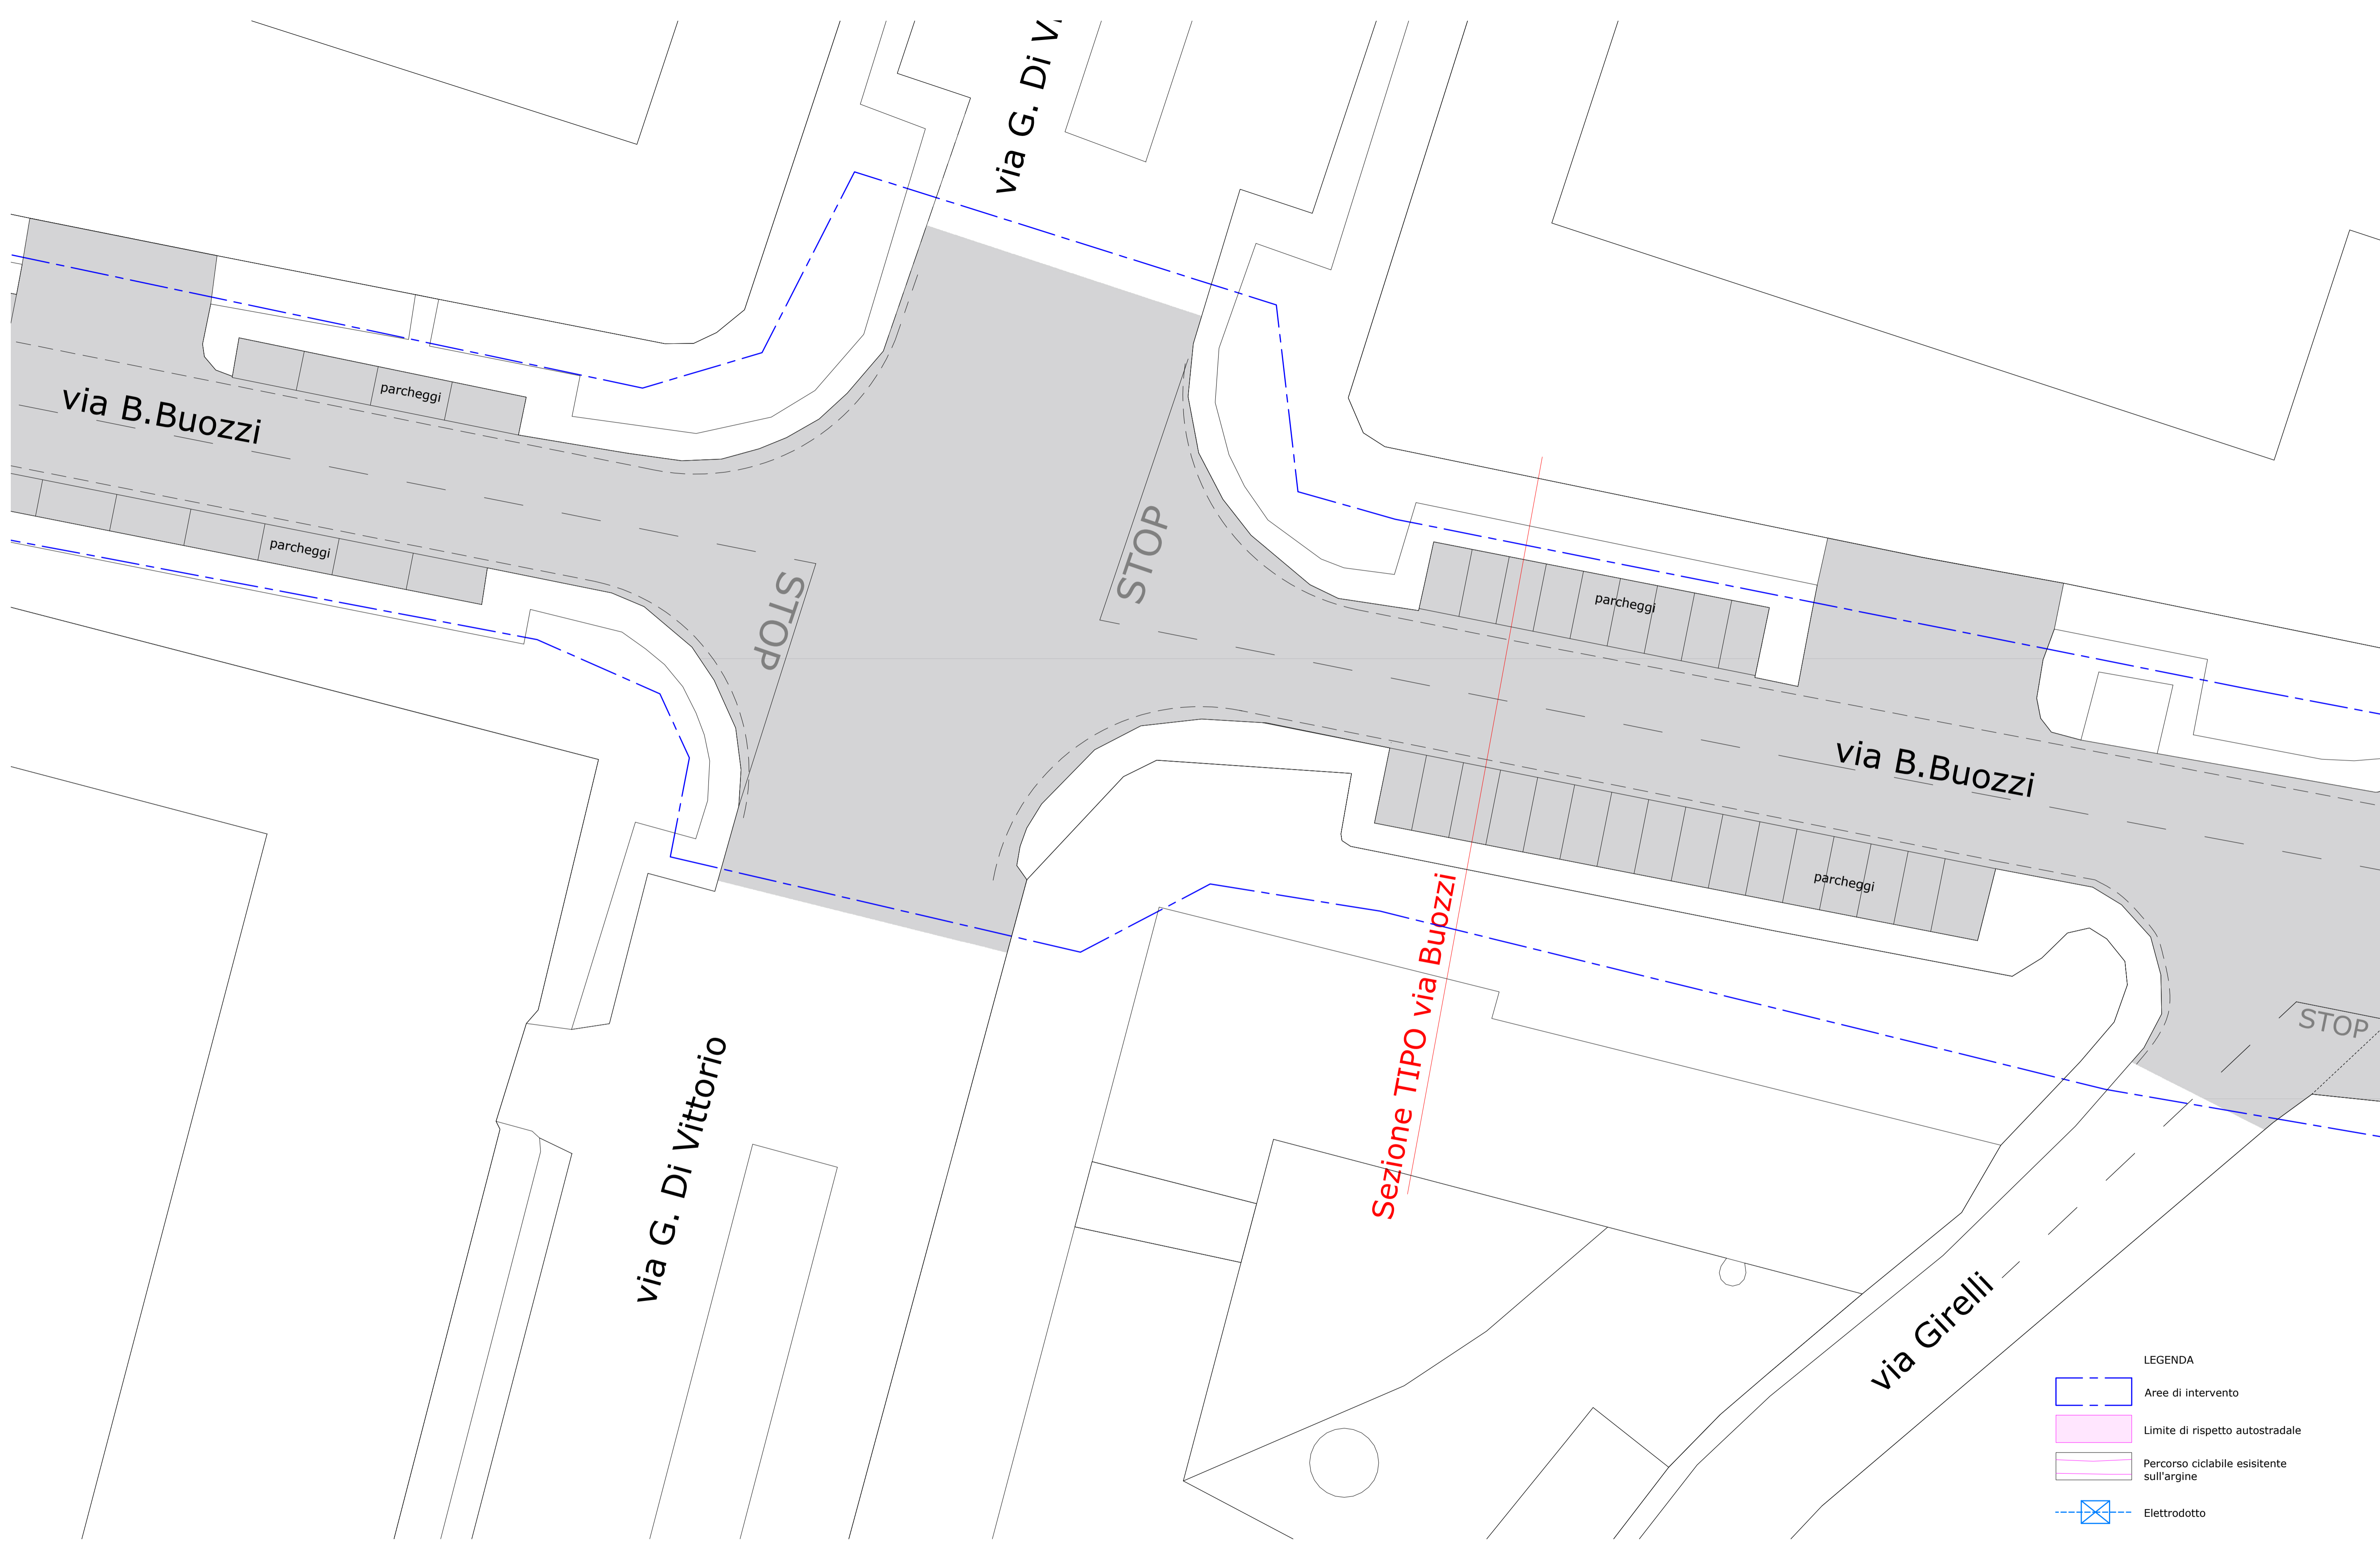 via G. Di V
via B.Buozzi
parcheggi
parcheggi
STOP
STOP
parcheggi
via B.Buozzi
parcheggi
Sezione TIPO via Buozzi
STOP
via G. Di Vittorio
via Girelli
LEGENDA
Aree di intervento
Limite di rispetto autostradale
Percorso ciclabile esisitente
sull'argine
Elettrodotto